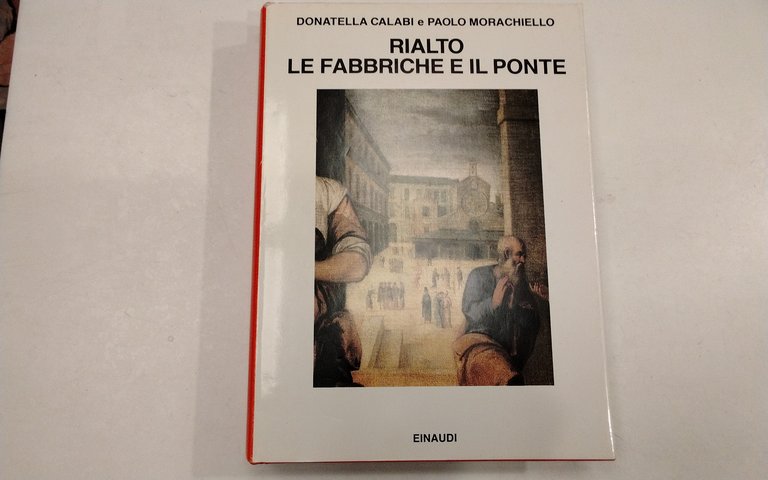 DONATELLA CALABI e PAOLO MORACHIELLO
RIALTO
LE FABBRICHE E IL PONTE
EINAUDI